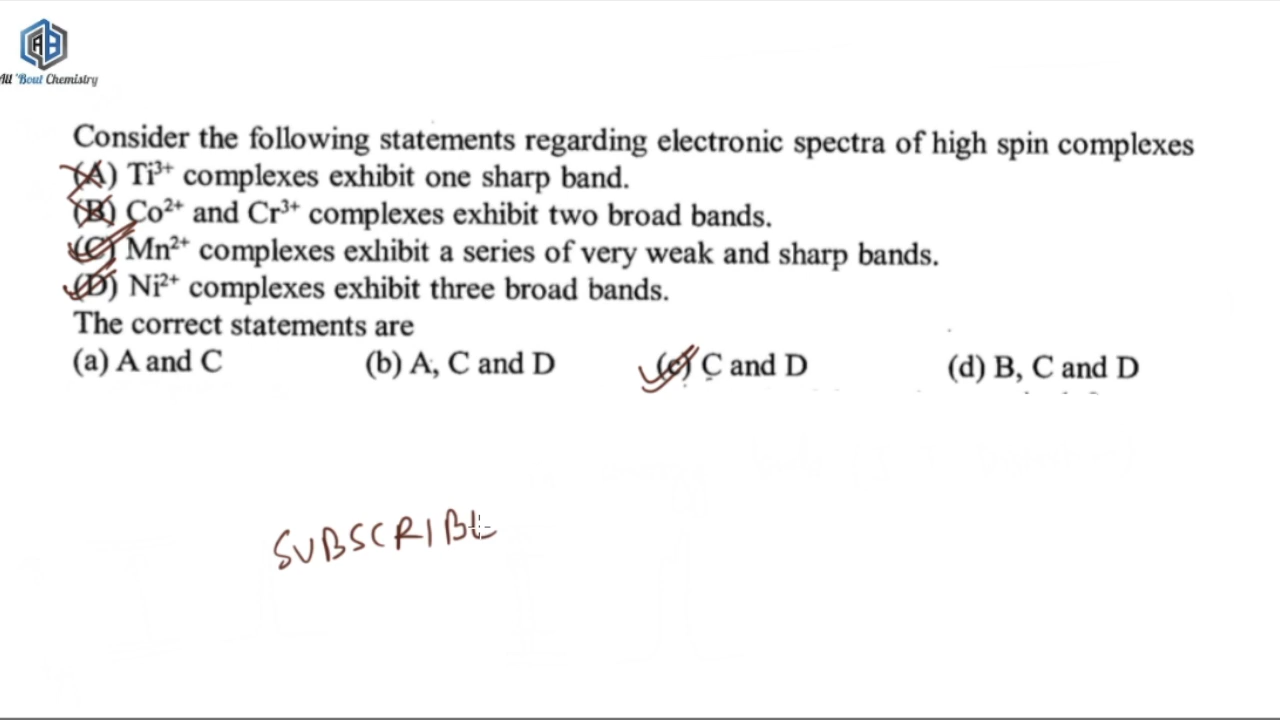 All 'Bout Chemistry
Consider the following statements regarding electronic spectra of high spin complexes
(A) Ti³⁺ complexes exhibit one sharp band.
(B) Co²⁺ and Cr³⁺ complexes exhibit two broad bands.
(C) Mn²⁺ complexes exhibit a series of very weak and sharp bands.
(D) Ni²⁺ complexes exhibit three broad bands.
The correct statements are
(a) A and C (b) A, C and D (c) C and D (d) B, C and D
SUBSCRIBE